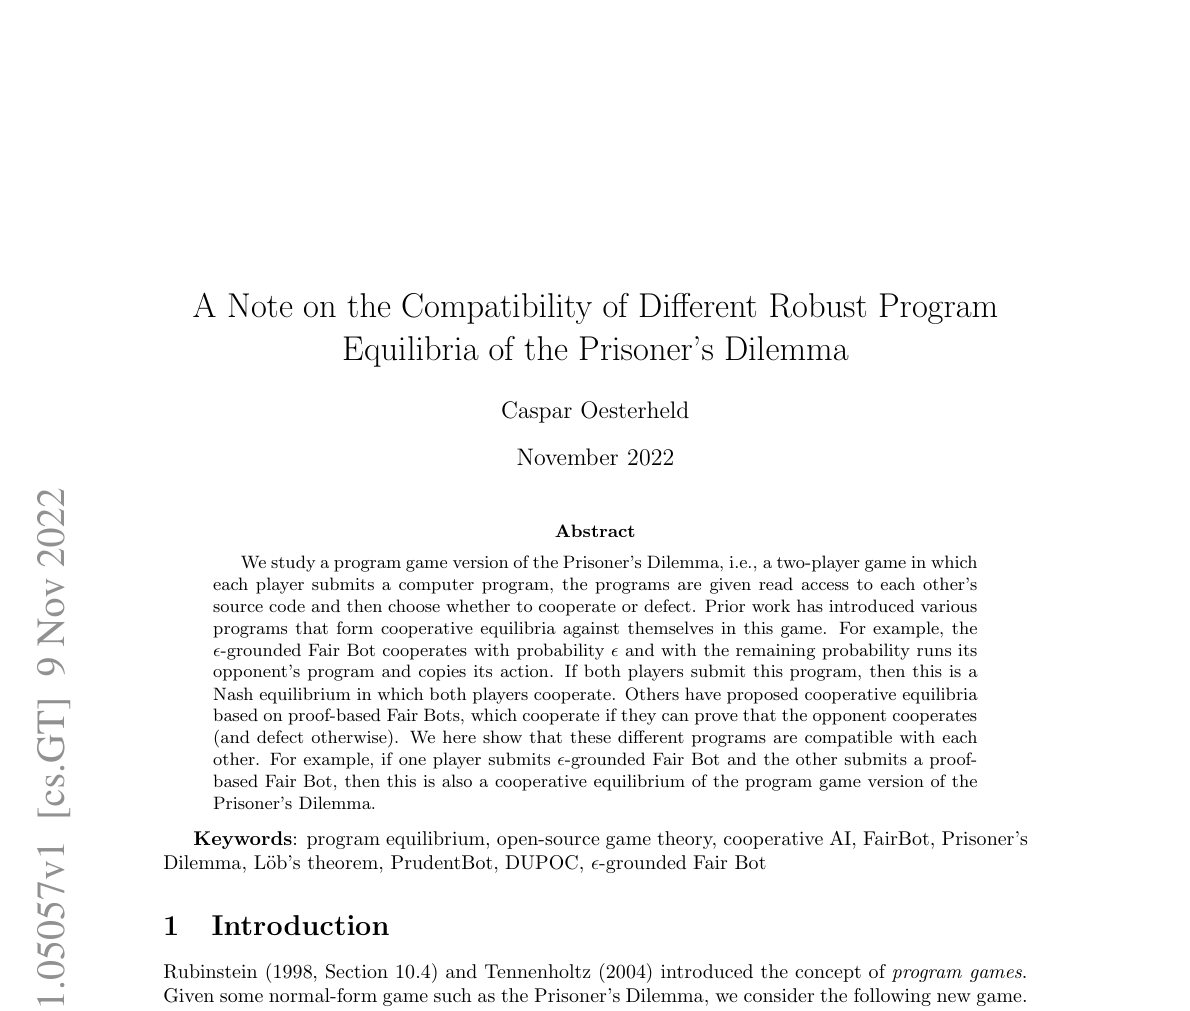 A Note on the Compatibility of Different Robust Program
Equilibria of the Prisoner's Dilemma
Caspar Oesterheld
November 2022
Abstract
We study a program game version of the Prisoner's Dilemma, i.e., a two-player game in which
each player submits a computer program, the programs are given read access to each other's
source code and then choose whether to cooperate or defect. Prior work has introduced various
programs that form cooperative equilibria against themselves in this game. For example, the
ϵ-grounded Fair Bot cooperates with probability ϵ and with the remaining probability runs its
opponent's program and copies its action. If both players submit this program, then this is a
Nash equilibrium in which both players cooperate. Others have proposed cooperative equilibria
based on proof-based Fair Bots, which cooperate if they can prove that the opponent cooperates
(and defect otherwise). We here show that these different programs are compatible with each
other. For example, if one player submits ϵ-grounded Fair Bot and the other submits a proof-
based Fair Bot, then this is also a cooperative equilibrium of the program game version of the
Prisoner's Dilemma.
Keywords: program equilibrium, open-source game theory, cooperative AI, FairBot, Prisoner's
Dilemma, Löb's theorem, PrudentBot, DUPOC, ϵ-grounded Fair Bot
1 Introduction
Rubinstein (1998, Section 10.4) and Tennenholtz (2004) introduced the concept of program games.
Given some normal-form game such as the Prisoner's Dilemma, we consider the following new game.
1.05057v1 [cs.GT] 9 Nov 2022